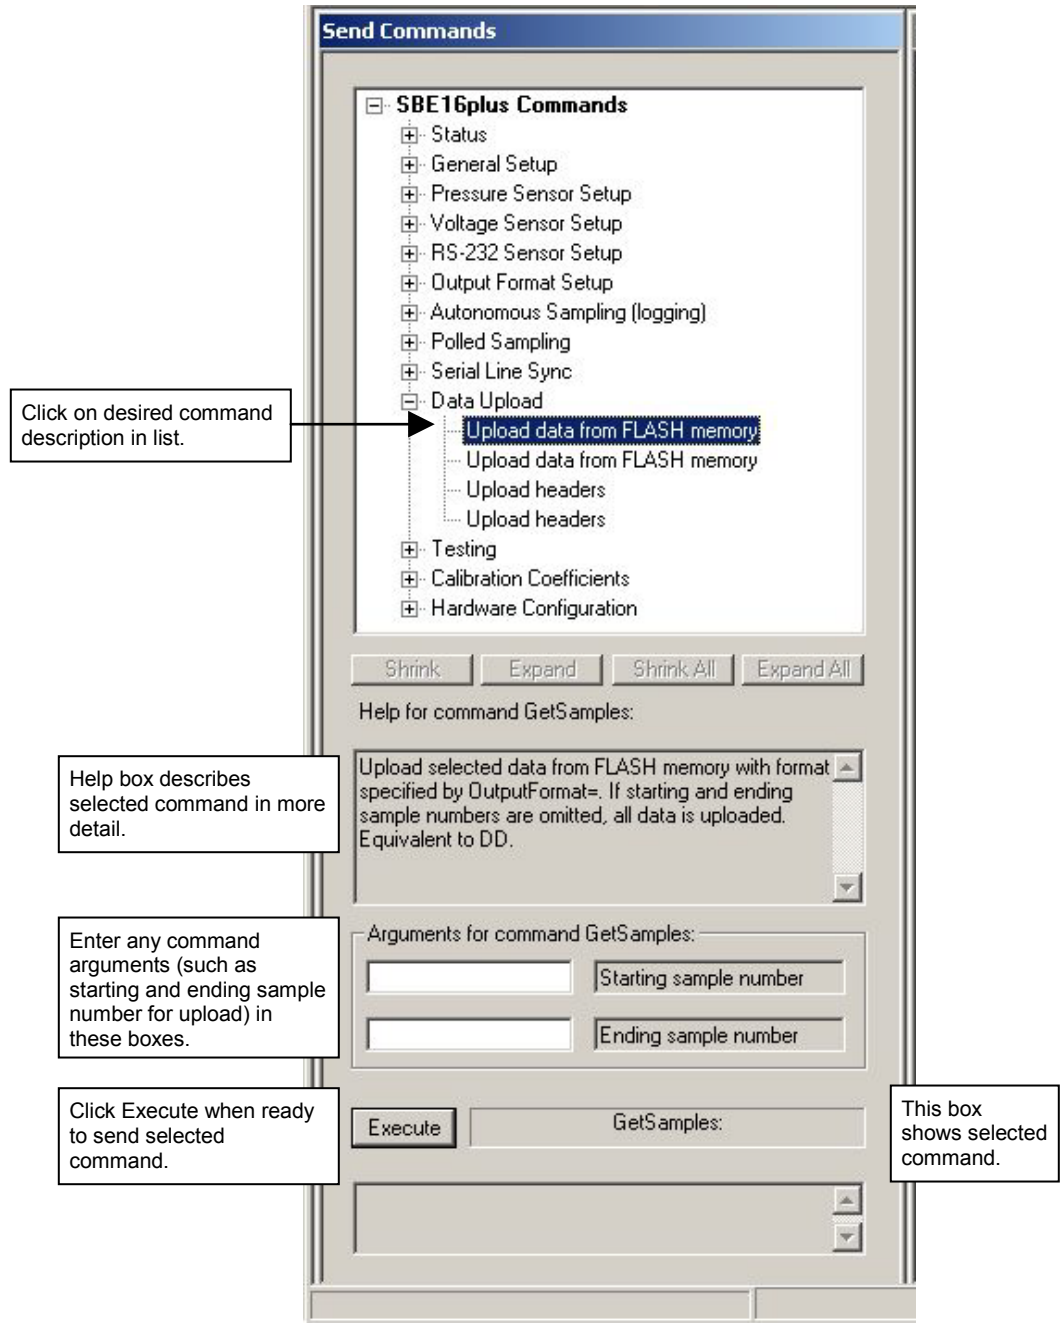 Send Commands
SBE16plus Commands
Status
General Setup
Pressure Sensor Setup
Voltage Sensor Setup
RS-232 Sensor Setup
Output Format Setup
Autonomous Sampling (logging)
Polled Sampling
Serial Line Sync
Data Upload
Click on desired command
description in list.
Upload data from FLASH memory
Upload data from FLASH memory
Upload headers
Upload headers
Testing
Calibration Coefficients
Hardware Configuration
Shrink Expand Shrink All Expand All
Help for command GetSamples:
Help box describes
selected command in more
detail.
Upload selected data from FLASH memory with format
specified by OutputFormat=. If starting and ending
sample numbers are omitted, all data is uploaded.
Equivalent to DD.
Enter any command
arguments (such as
starting and ending sample
number for upload) in
these boxes.
Arguments for command GetSamples:
Starting sample number
Ending sample number
Click Execute when ready
to send selected
command.
Execute GetSamples:
This box
shows selected
command.